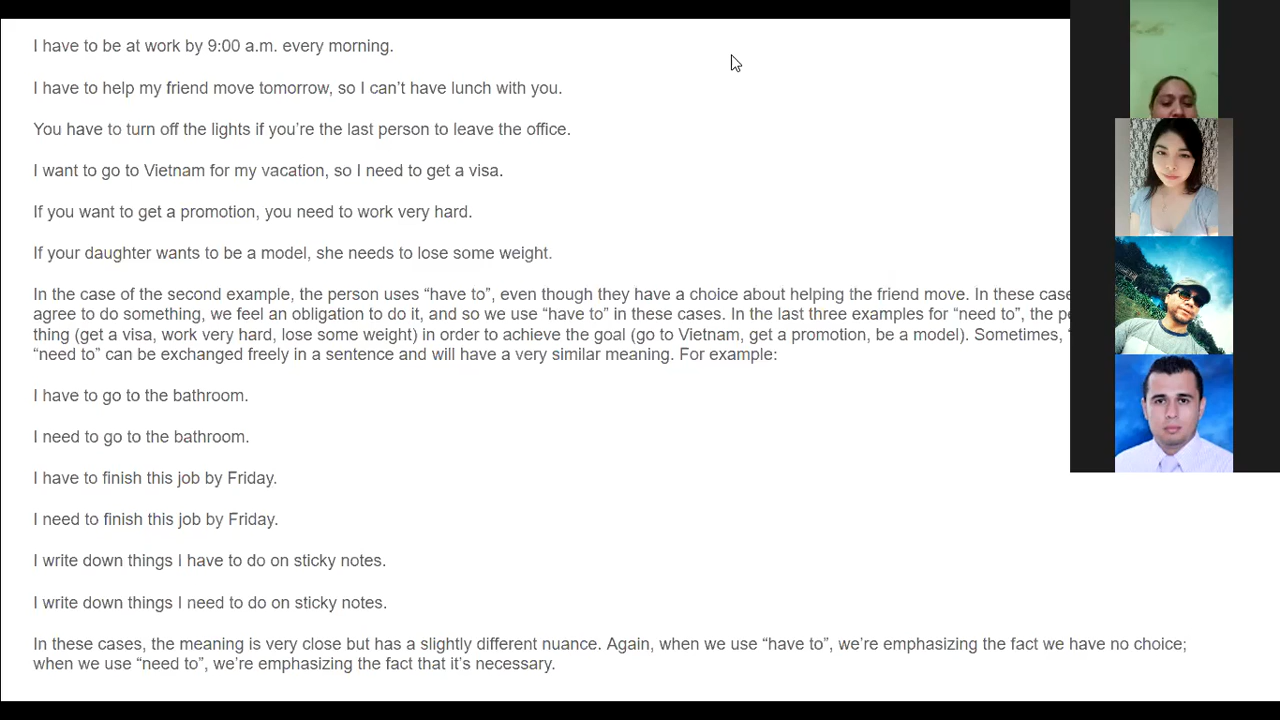 I have to be at work by 9:00 a.m. every morning.
I have to help my friend move tomorrow, so I can’t have lunch with you.
You have to turn off the lights if you’re the last person to leave the office.
I want to go to Vietnam for my vacation, so I need to get a visa.
If you want to get a promotion, you need to work very hard.
If your daughter wants to be a model, she needs to lose some weight.
In the case of the second example, the person uses “have to”, even though they have a choice about helping the friend move. In these
agree to do something, we feel an obligation to do it, and so we use “have to” in these cases. In the last three examples for “need to”, the
thing (get a visa, work very hard, lose some weight) in order to achieve the goal (go to Vietnam, get a promotion, be a model). Sometimes,
“need to” can be exchanged freely in a sentence and will have a very similar meaning. For example:
I have to go to the bathroom.
I need to go to the bathroom.
I have to finish this job by Friday.
I need to finish this job by Friday.
I write down things I have to do on sticky notes.
I write down things I need to do on sticky notes.
In these cases, the meaning is very close but has a slightly different nuance. Again, when we use “have to”, we’re emphasizing the fact we have no choice;
when we use “need to”, we’re emphasizing the fact that it’s necessary.